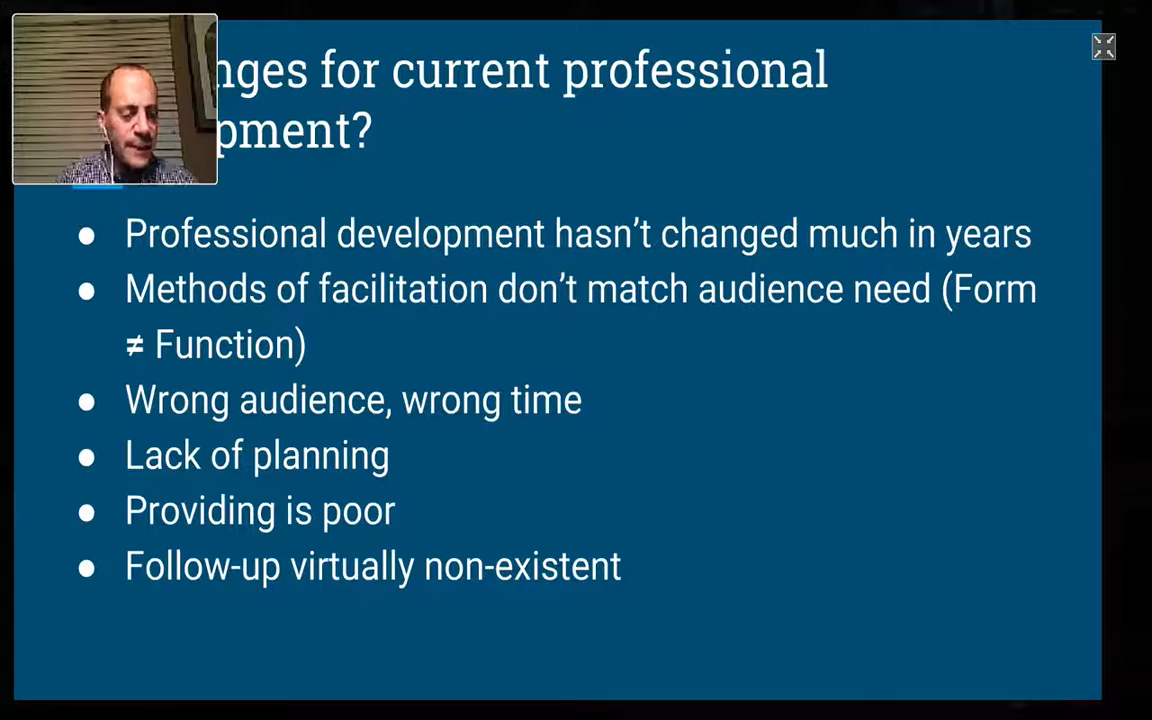 nges for current professional
pment?
● Professional development hasn’t changed much in years
● Methods of facilitation don’t match audience need (Form
≠ Function)
● Wrong audience, wrong time
● Lack of planning
● Providing is poor
● Follow-up virtually non-existent